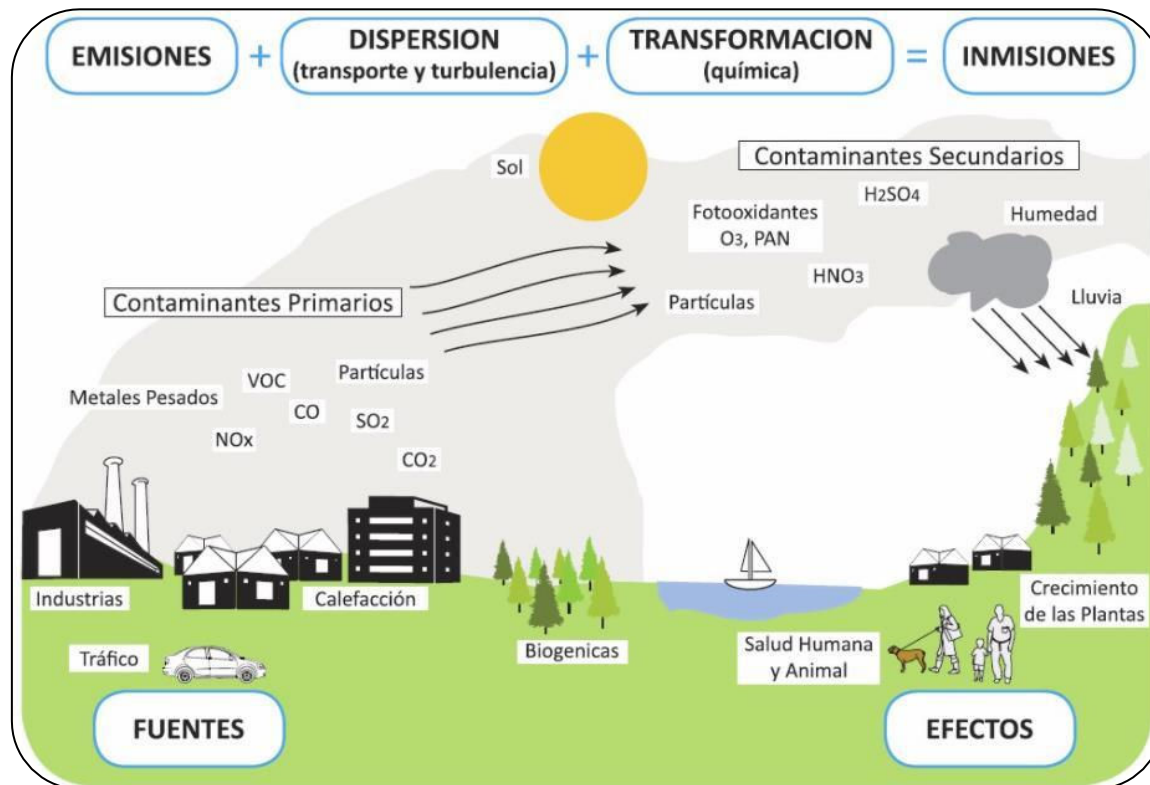 EMISIONES + DISPERSION + TRANSFORMACION = INMISIONES
(transporte y turbulencia) (química)
Sol
Contaminantes Secundarios
H2SO4
Fotooxidantes
O3, PAN
Humedad
HNO3
Contaminantes Primarios
Partículas
Lluvia
Partículas
VOC
Metales Pesados
CO
SO2
NOx
CO2
Industrias
Calefacción
Crecimiento
de las Plantas
Biogenicas
Salud Humana
y Animal
Tráfico
FUENTES
EFECTOS